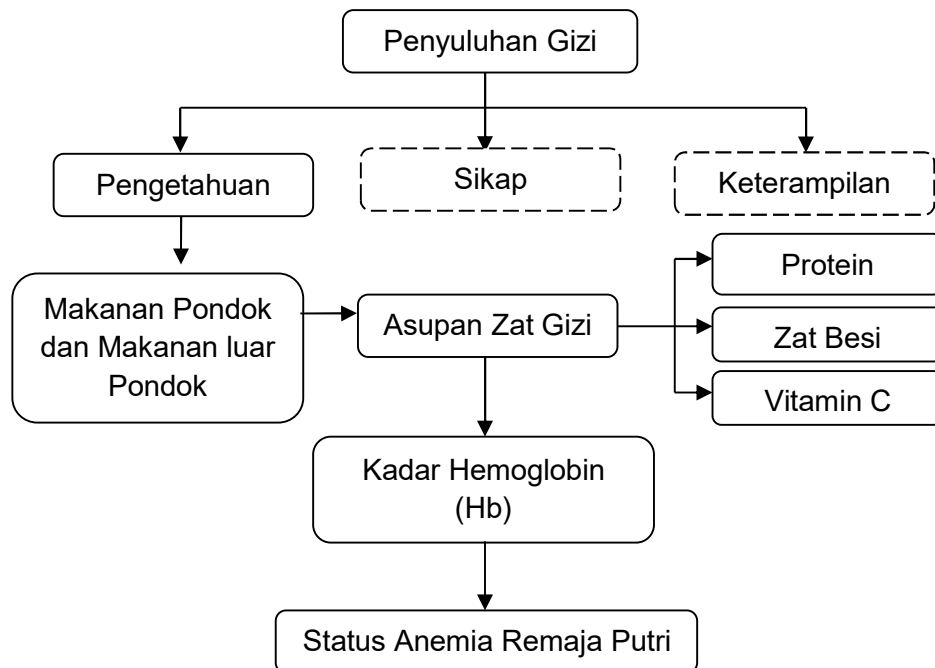 Penyuluhan Gizi
Pengetahuan
Sikap
Keterampilan
Makanan Pondok
dan Makanan luar
Pondok
Asupan Zat Gizi
Protein
Zat Besi
Vitamin C
Kadar Hemoglobin
(Hb)
Status Anemia Remaja Putri